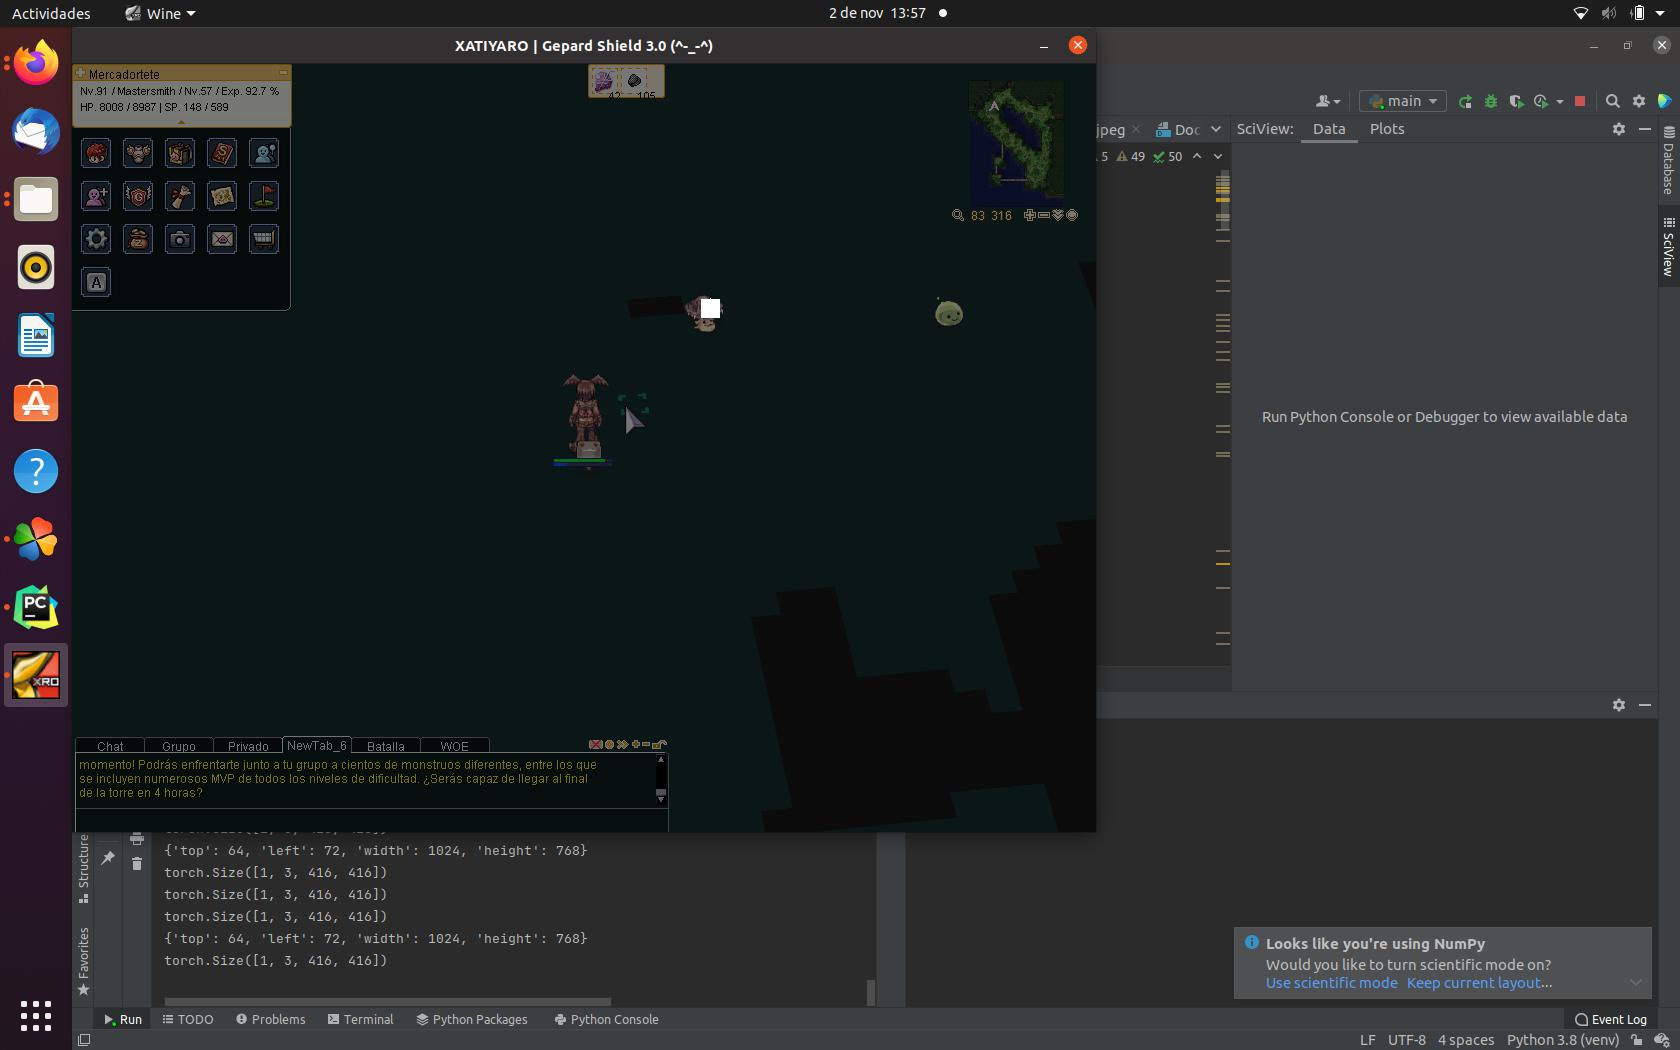 Actividades
Wine
2 de nov 13:57
XATIYARO | Gepard Shield 3.0 (^-_-^)
Mercadortete
Nv.91 / Mastersmith / Nv.57 / Exp. 92.7 %
HP. 8008 / 8987 | SP. 148 / 589
42 105
A
83 316
main
jpeg
Doc
SciView:
Data
Plots
5 49 50
Database
SciView
Run Python Console or Debugger to view available data
Chat
Grupo
Privado
NewTab_6
Batalla
WOE
momento! Podrás enfrentarte junto a tu grupo a cientos de monstruos diferentes, entre los que
se incluyen numerosos MVP de todos los niveles de dificultad. ¿Serás capaz de llegar al final
de la torre en 4 horas?
{'top': 64, 'left': 72, 'width': 1024, 'height': 768}
torch.Size([1, 3, 416, 416])
torch.Size([1, 3, 416, 416])
torch.Size([1, 3, 416, 416])
{'top': 64, 'left': 72, 'width': 1024, 'height': 768}
torch.Size([1, 3, 416, 416])
Structure
Favorites
Looks like you're using NumPy
Would you like to turn scientific mode on?
Use scientific mode Keep current layout...
Run
TODO
Problems
Terminal
Python Packages
Python Console
Event Log
LF UTF-8 4 spaces Python 3.8 (venv)
PC
XRO